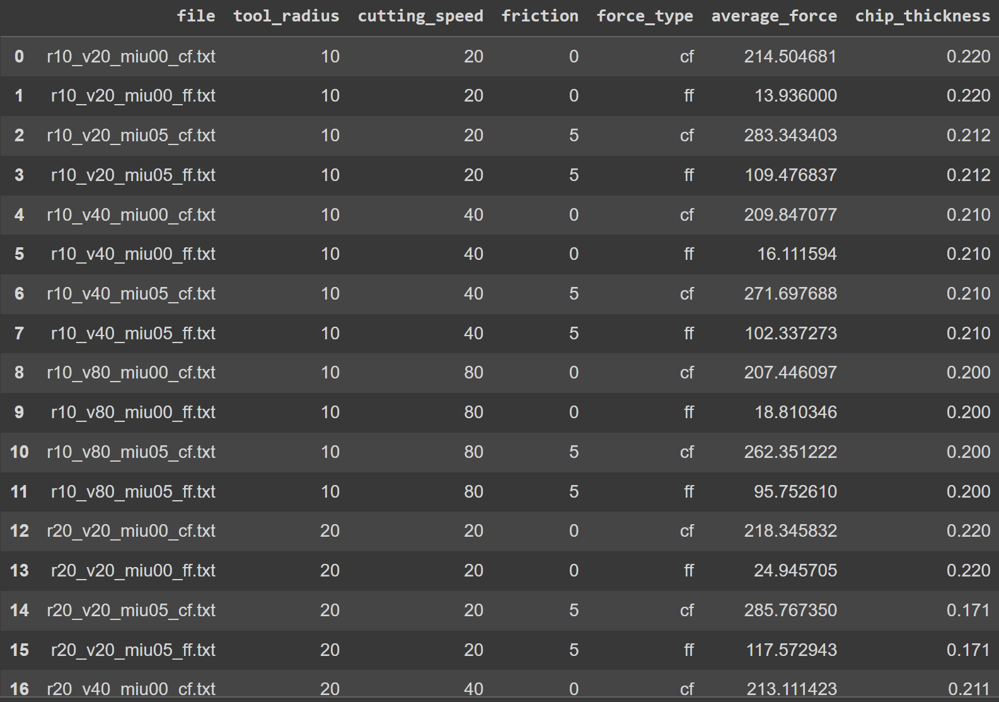 file tool_radius cutting_speed friction force_type average_force chip_thickness
0 r10_v20_miu00_cf.txt 10 20 0 cf 214.504681 0.220
1 r10_v20_miu00_ff.txt 10 20 0 ff 13.936000 0.220
2 r10_v20_miu05_cf.txt 10 20 5 cf 283.343403 0.212
3 r10_v20_miu05_ff.txt 10 20 5 ff 109.476837 0.212
4 r10_v40_miu00_cf.txt 10 40 0 cf 209.847077 0.210
5 r10_v40_miu00_ff.txt 10 40 0 ff 16.111594 0.210
6 r10_v40_miu05_cf.txt 10 40 5 cf 271.697688 0.210
7 r10_v40_miu05_ff.txt 10 40 5 ff 102.337273 0.210
8 r10_v80_miu00_cf.txt 10 80 0 cf 207.446097 0.200
9 r10_v80_miu00_ff.txt 10 80 0 ff 18.810346 0.200
10 r10_v80_miu05_cf.txt 10 80 5 cf 262.351222 0.200
11 r10_v80_miu05_ff.txt 10 80 5 ff 95.752610 0.200
12 r20_v20_miu00_cf.txt 20 20 0 cf 218.345832 0.220
13 r20_v20_miu00_ff.txt 20 20 0 ff 24.945705 0.220
14 r20_v20_miu05_cf.txt 20 20 5 cf 285.767350 0.171
15 r20_v20_miu05_ff.txt 20 20 5 ff 117.572943 0.171
16 r20_v40_miu00_cf.txt 20 40 0 cf 213.111423 0.211